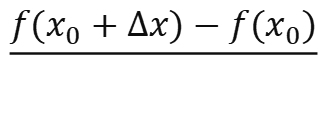 f(x₀ + Δx) − f(x₀)